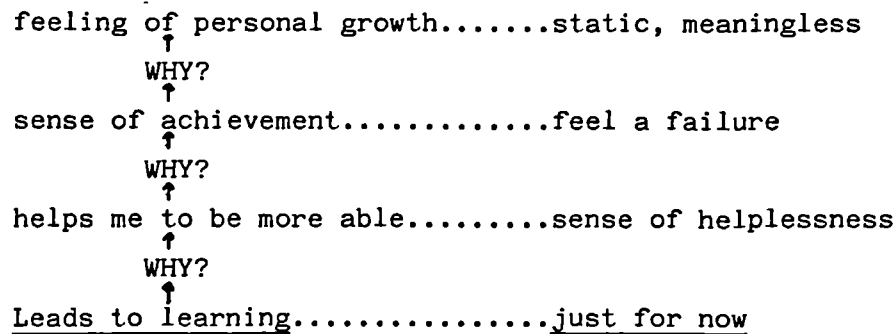 feeling of personal growth.......static, meaningless
↑
WHY?
↑
sense of achievement.............feel a failure
↑
WHY?
↑
helps me to be more able.........sense of helplessness
↑
WHY?
↑
Leads to learning................just for now